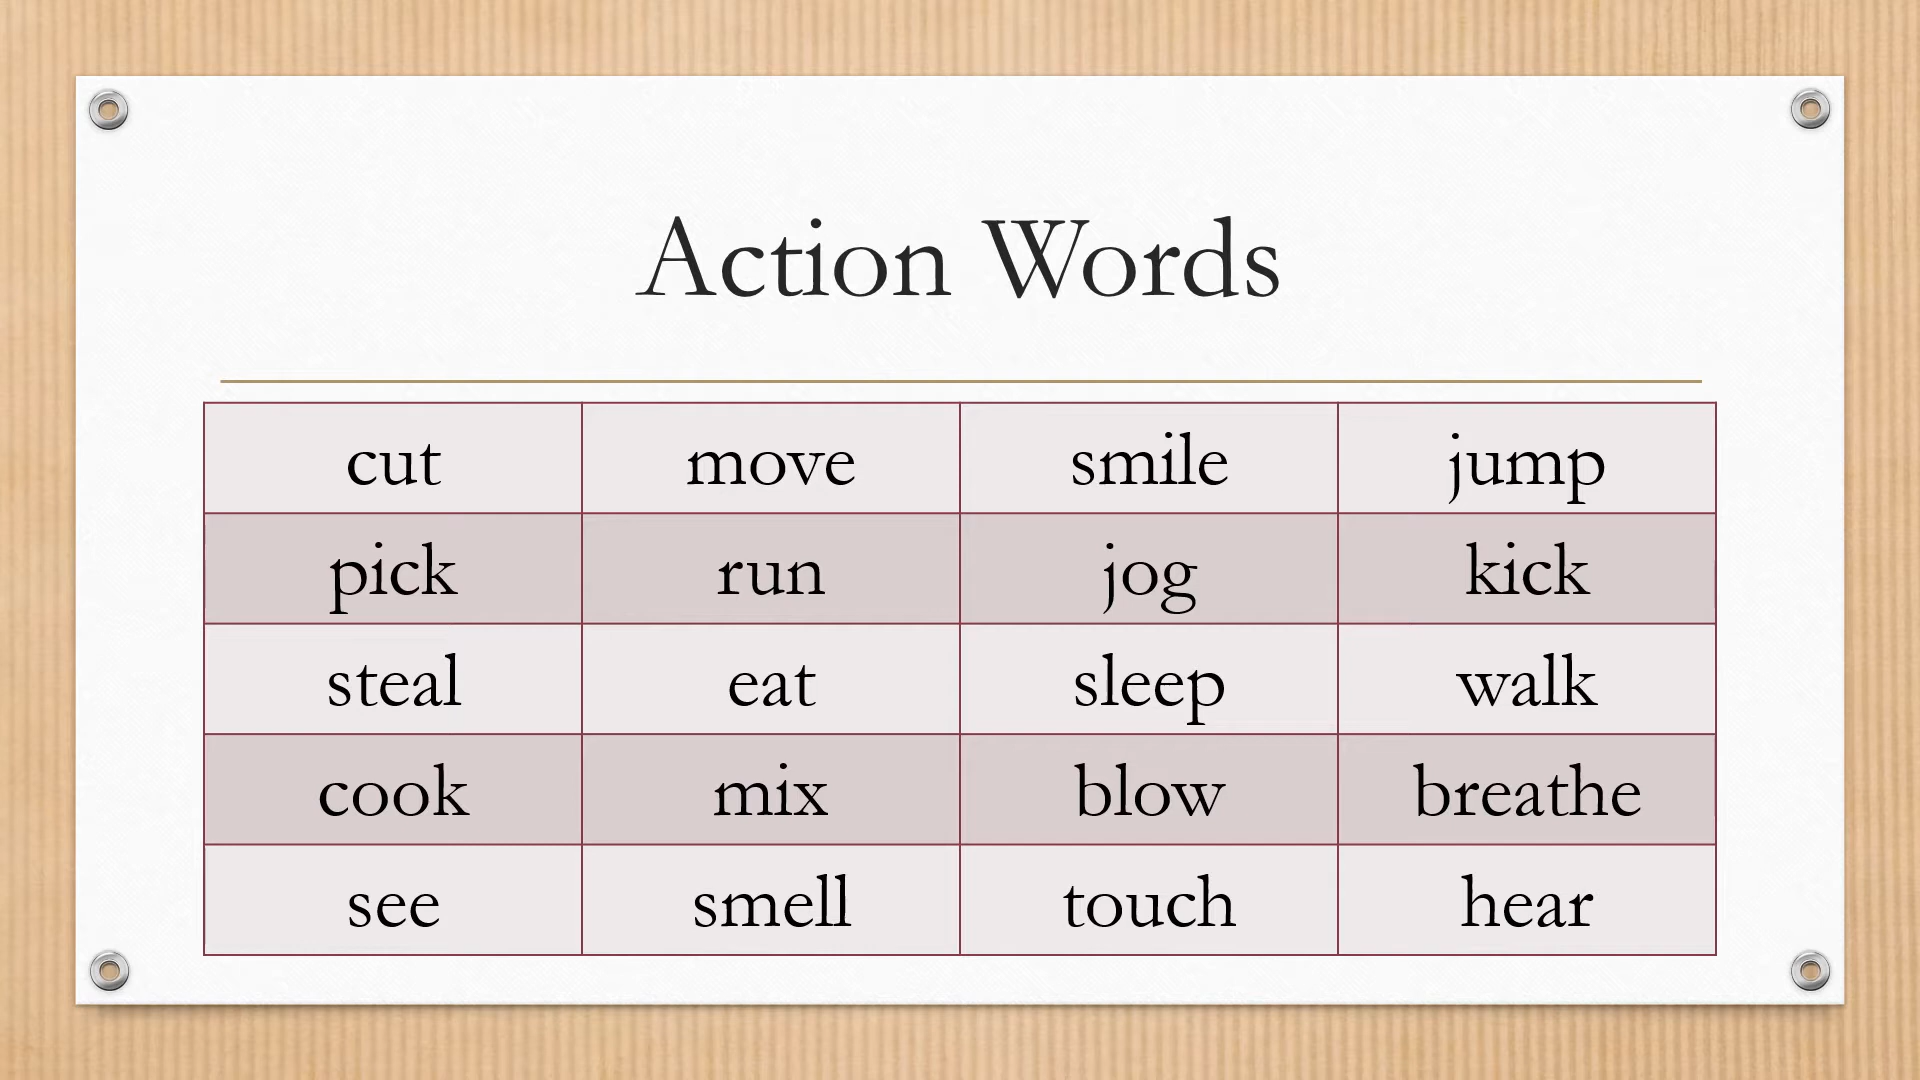 Action Words
cut move smile jump
pick run jog kick
steal eat sleep walk
cook mix blow breathe
see smell touch hear